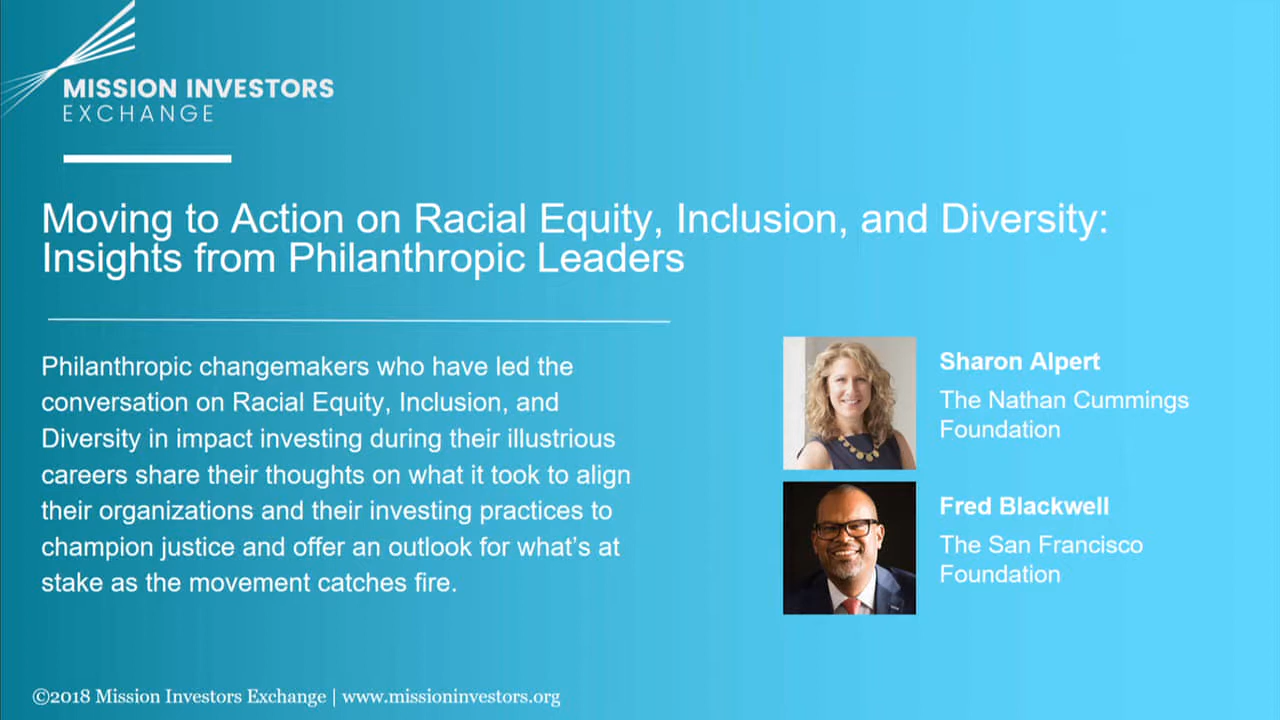 MISSION INVESTORS
EXCHANGE
Moving to Action on Racial Equity, Inclusion, and Diversity:
Insights from Philanthropic Leaders
Philanthropic changemakers who have led the
conversation on Racial Equity, Inclusion, and
Diversity in impact investing during their illustrious
careers share their thoughts on what it took to align
their organizations and their investing practices to
champion justice and offer an outlook for what’s at
stake as the movement catches fire.
Sharon Alpert
The Nathan Cummings
Foundation
Fred Blackwell
The San Francisco
Foundation
©2018 Mission Investors Exchange | www.missioninvestors.org